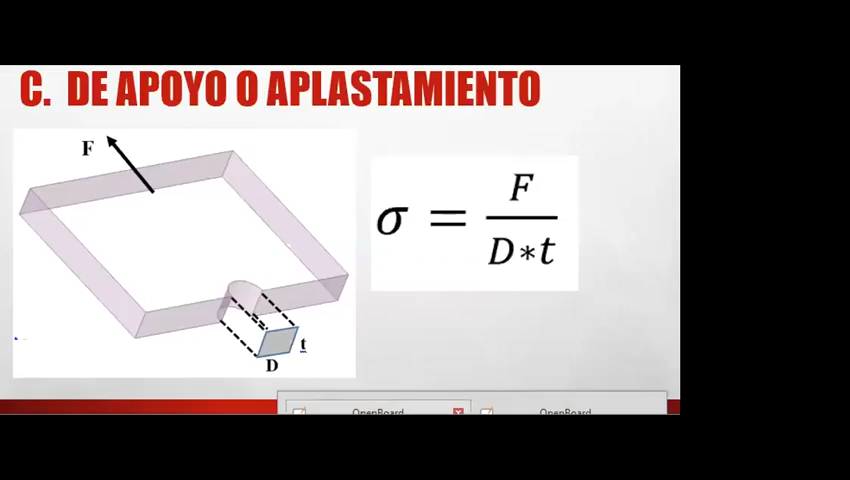 C. DE APOYO O APLASTAMIENTO
F
σ = F / D*t
t
D
OpenBoard
OpenBoard